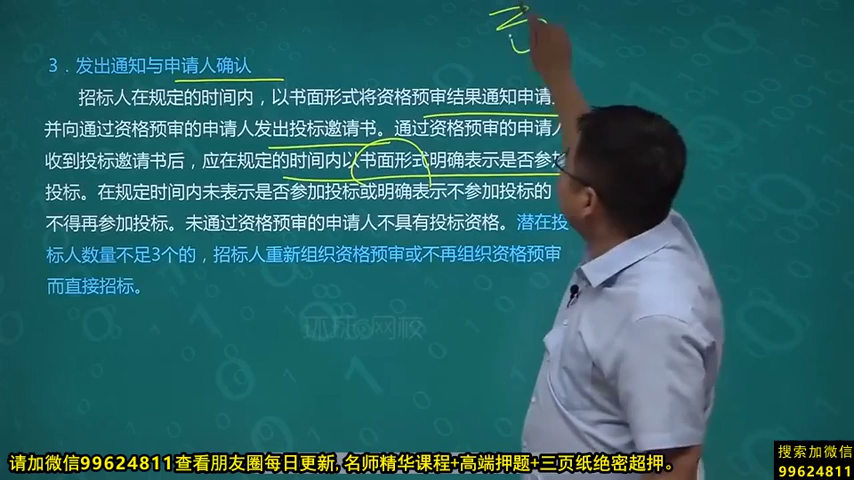 3．发出通知与申请人确认
招标人在规定的时间内，以书面形式将资格预审结果通知申请
并向通过资格预审的申请人发出投标邀请书。通过资格预审的申请人
收到投标邀请书后，应在规定的时间内以书面形式明确表示是否参加
投标。在规定时间内未表示是否参加投标或明确表示不参加投标的
不得再参加投标。未通过资格预审的申请人不具有投标资格。潜在投
标人数量不足3个的，招标人重新组织资格预审或不再组织资格预审
而直接招标。
环球@网校
请加微信99624811查看朋友圈每日更新,名师精华课程+高端押题+三页纸绝密超押。
搜索加微信
99624811